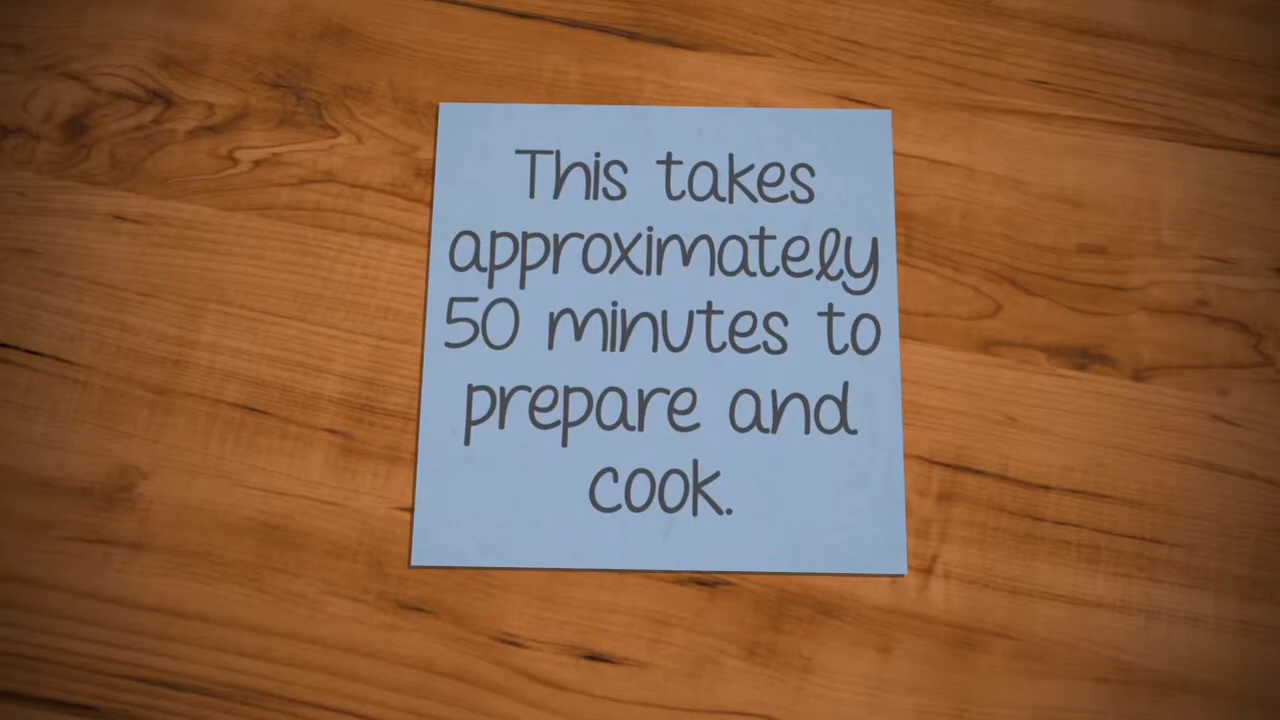 This takes
approximately
50 minutes to
prepare and
cook.